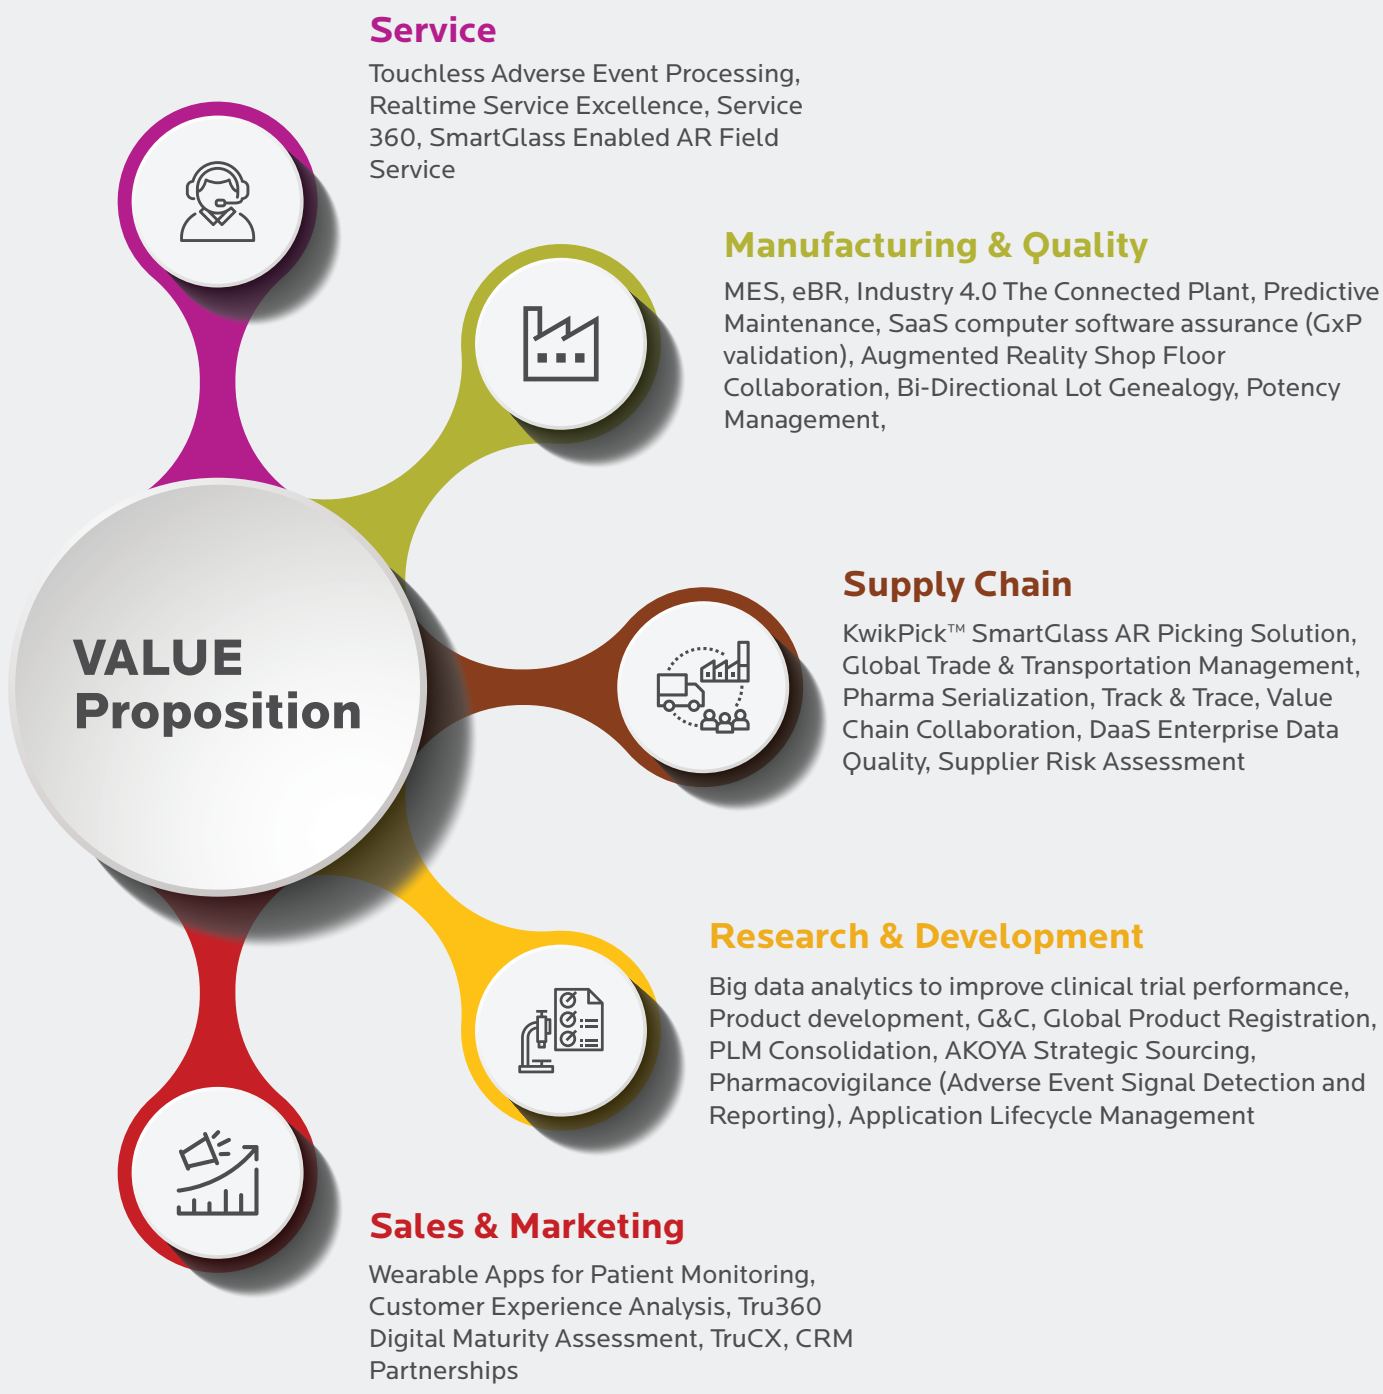 Service
Touchless Adverse Event Processing,
Realtime Service Excellence, Service
360, SmartGlass Enabled AR Field
Service
Manufacturing & Quality
MES, eBR, Industry 4.0 The Connected Plant, Predictive
Maintenance, SaaS computer software assurance (GxP
validation), Augmented Reality Shop Floor
Collaboration, Bi-Directional Lot Genealogy, Potency
Management,
VALUE
Proposition
Supply Chain
KwikPick™ SmartGlass AR Picking Solution,
Global Trade & Transportation Management,
Pharma Serialization, Track & Trace, Value
Chain Collaboration, DaaS Enterprise Data
Quality, Supplier Risk Assessment
Research & Development
Big data analytics to improve clinical trial performance,
Product development, G&C, Global Product Registration,
PLM Consolidation, AKOYA Strategic Sourcing,
Pharmacovigilance (Adverse Event Signal Detection and
Reporting), Application Lifecycle Management
Sales & Marketing
Wearable Apps for Patient Monitoring,
Customer Experience Analysis, Tru360
Digital Maturity Assessment, TruCX, CRM
Partnerships